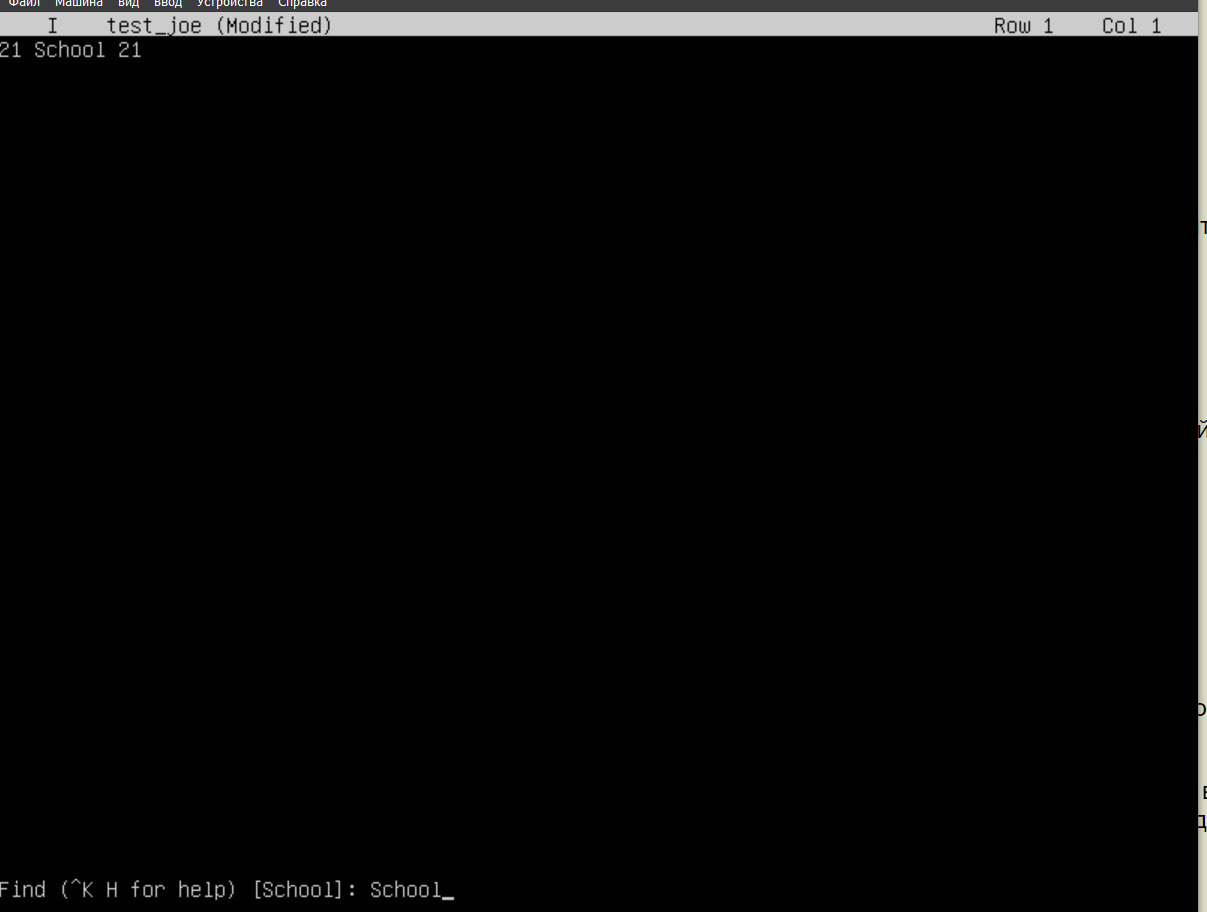 Файл Машина Вид Ввод Устройства Справка
I test_joe (Modified) Row 1 Col 1
21 School 21
т
й
р
в
д
Find (^K H for help) [School]: School_